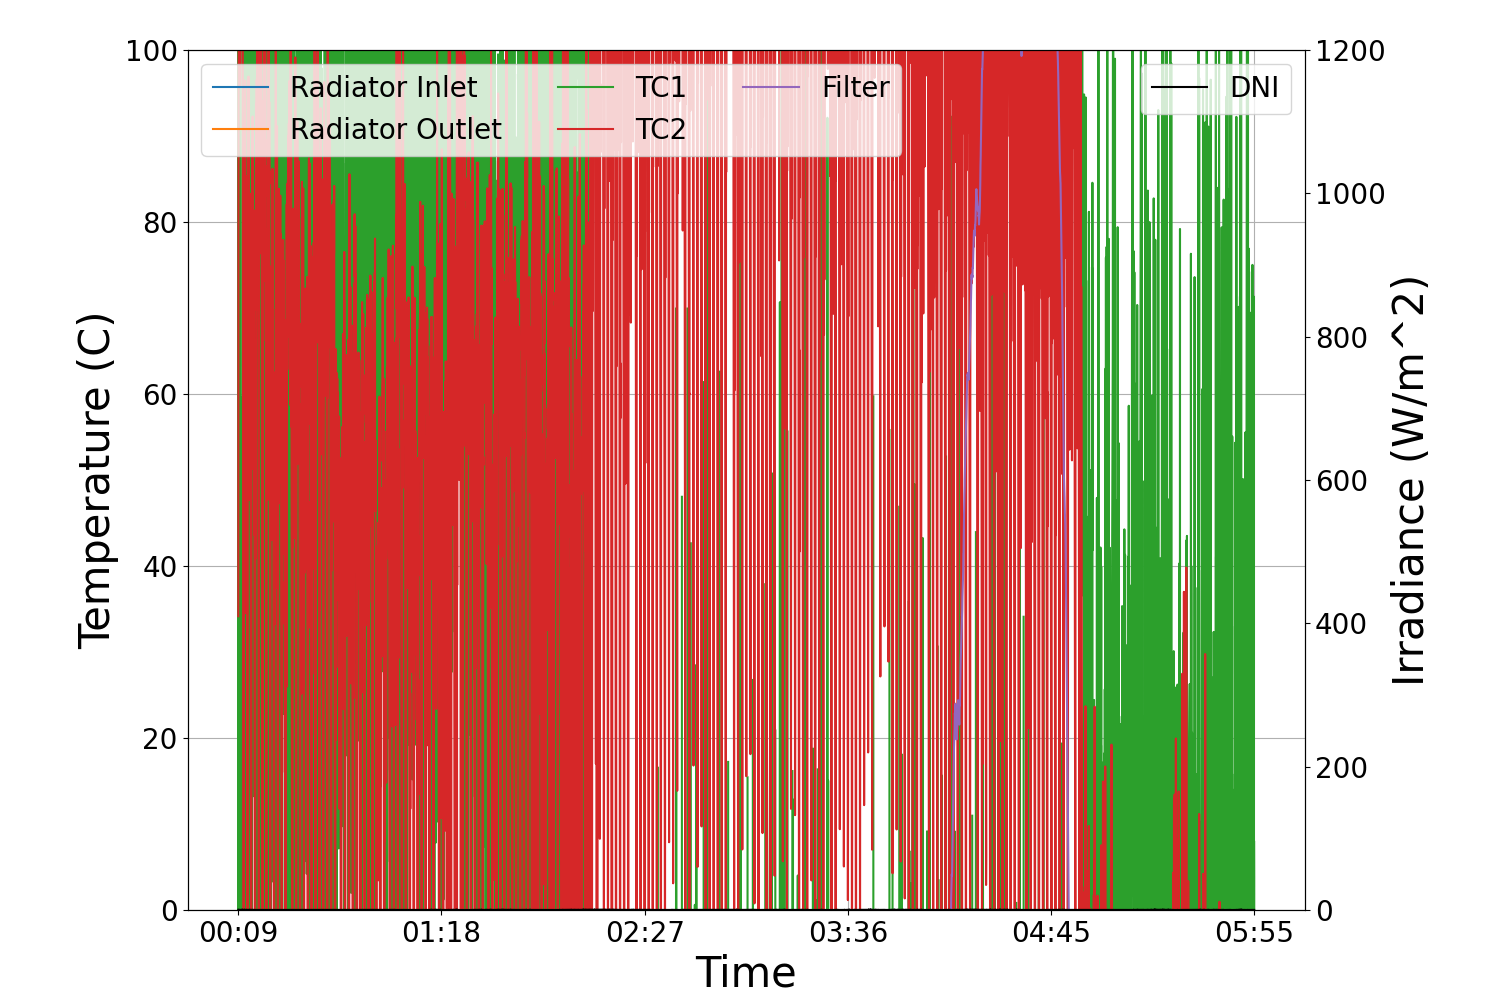 100
80
60
40
20
0
Temperature (C)
Radiator Inlet
Radiator Outlet
TC1
TC2
Filter
DNI
1200
1000
800
600
400
200
0
Irradiance (W/m^2)
00:09 01:18 02:27 03:36 04:45 05:55
Time